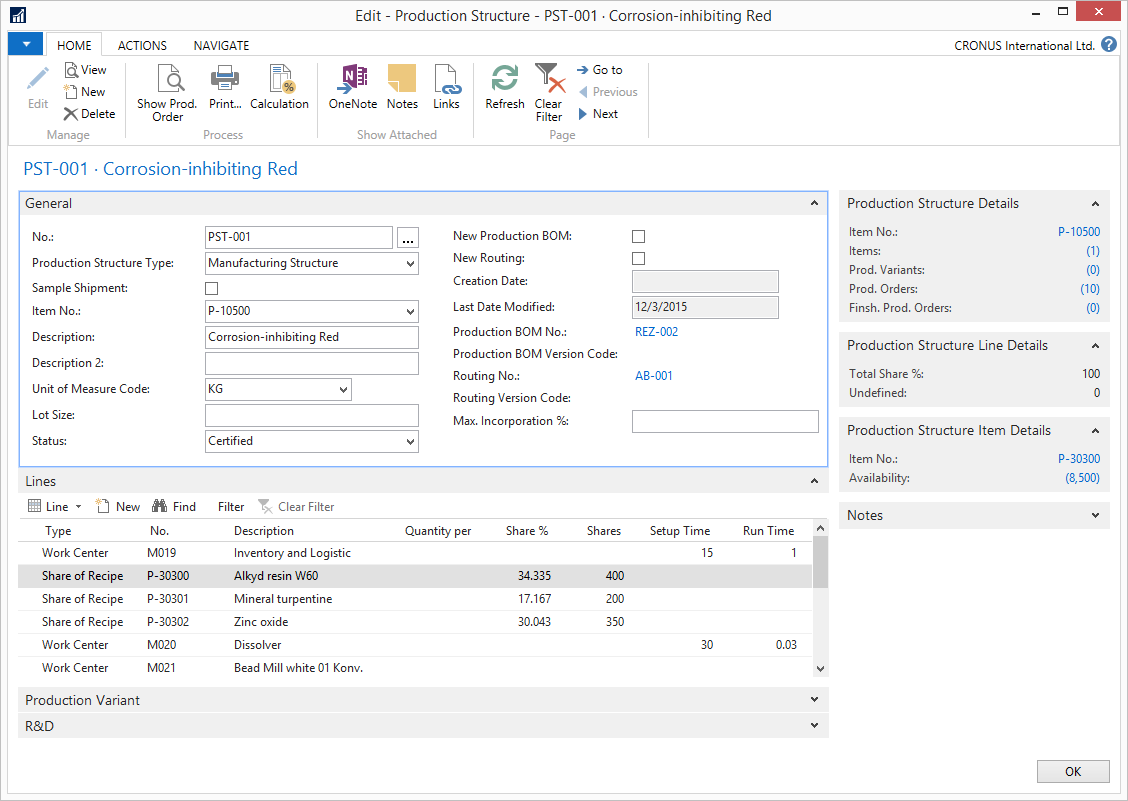 Edit - Production Structure - PST-001 · Corrosion-inhibiting Red
HOME ACTIONS NAVIGATE
CRONUS International Ltd.
?
Edit
View
New
Delete
Manage
Show Prod. Order
Print...
Calculation
Process
OneNote
Notes
Links
Show Attached
Refresh
Clear Filter
Go to
Previous
Next
Page
PST-001 · Corrosion-inhibiting Red
General
No.: PST-001 ...
Production Structure Type: Manufacturing Structure
Sample Shipment:
Item No.: P-10500
Description: Corrosion-inhibiting Red
Description 2:
Unit of Measure Code: KG
Lot Size:
Status: Certified
New Production BOM:
New Routing:
Creation Date:
Last Date Modified: 12/3/2015
Production BOM No.: REZ-002
Production BOM Version Code:
Routing No.: AB-001
Routing Version Code:
Max. Incorporation %:
Lines
Line New Find Filter Clear Filter
Type No. Description Quantity per Share % Shares Setup Time Run Time
Work Center M019 Inventory and Logistic 15 1
Share of Recipe P-30300 Alkyd resin W60 34.335 400
Share of Recipe P-30301 Mineral turpentine 17.167 200
Share of Recipe P-30302 Zinc oxide 30.043 350
Work Center M020 Dissolver 30 0.03
Work Center M021 Bead Mill white 01 Konv.
Production Variant
R&D
Production Structure Details
Item No.: P-10500
Items: (1)
Prod. Variants: (0)
Prod. Orders: (10)
Finsh. Prod. Orders: (0)
Production Structure Line Details
Total Share %: 100
Undefined: 0
Production Structure Item Details
Item No.: P-30300
Availability: (8,500)
Notes
OK